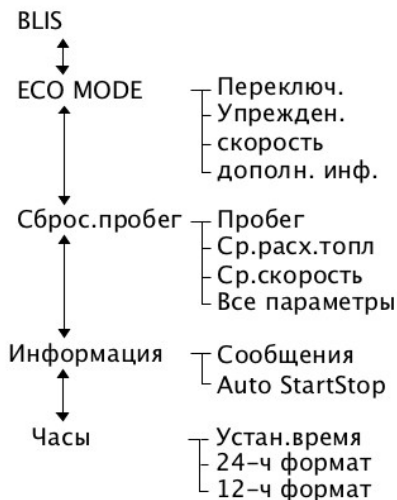 BLIS
ECO MODE
Переключ.
Упрежден.
скорость
дополн. инф.
Сброс.пробег
Пробег
Ср.расх.топл
Ср.скорость
Все параметры
Информация
Сообщения
Auto StartStop
Часы
Устан.время
24-ч формат
12-ч формат